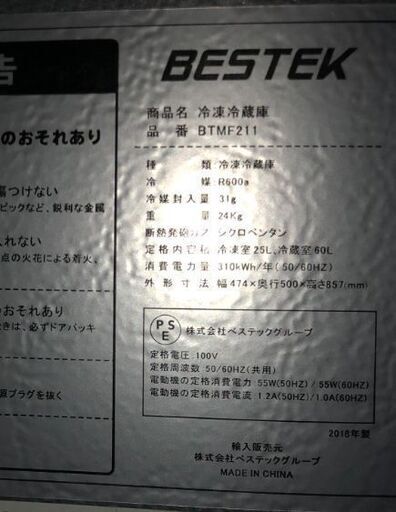 告
のおそれあり
傷つけない
ピックなど、鋭利な金属
入れない
点の火花による着火、
のおそれあり
きは、必ずドアパッキ
源プラグを抜く
BESTEK
商品名 冷凍冷蔵庫
品番 BTMF211
種類 冷凍冷蔵庫
冷媒 R600a
冷媒封入量 31g
重量 24Kg
断熱発砲ガス シクロペンタン
定格内容積 冷凍室25L、冷蔵室60L
消費電力量 310kWh/年(50/60HZ)
外形寸法 幅474×奥行500×高さ857(mm)
PSE 株式会社ベステックグループ
定格電圧:100V
定格周波数 50/60HZ(共用)
電動機の定格消費電力 55W(50HZ)/55W(60HZ)
電動機の定格消費電流 1.2A(50HZ)/1.0A(60HZ)
2018年製
輸入販売元
株式会社ベステックグループ
MADE IN CHINA